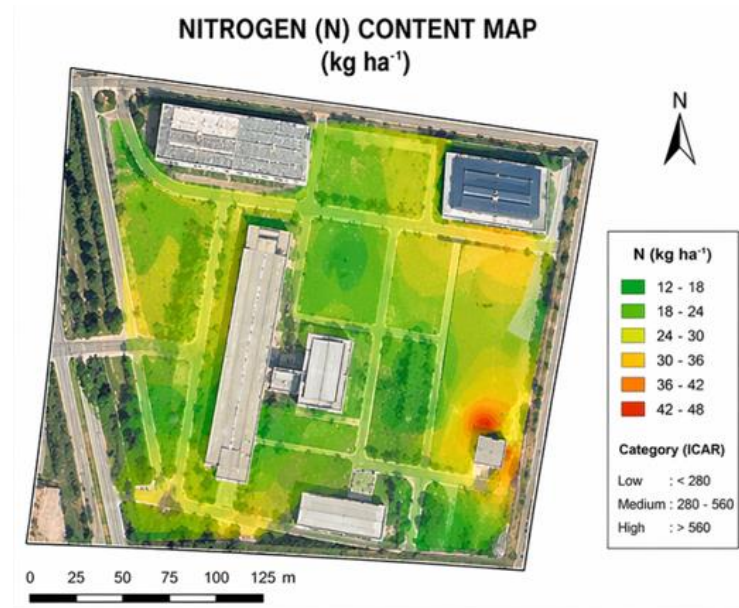 NITROGEN (N) CONTENT MAP
(kg ha⁻¹)
N
N (kg ha⁻¹)
12 - 18
18 - 24
24 - 30
30 - 36
36 - 42
42 - 48
Category (ICAR)
Low : < 280
Medium : 280 - 560
High : > 560
0 25 50 75 100 125 m